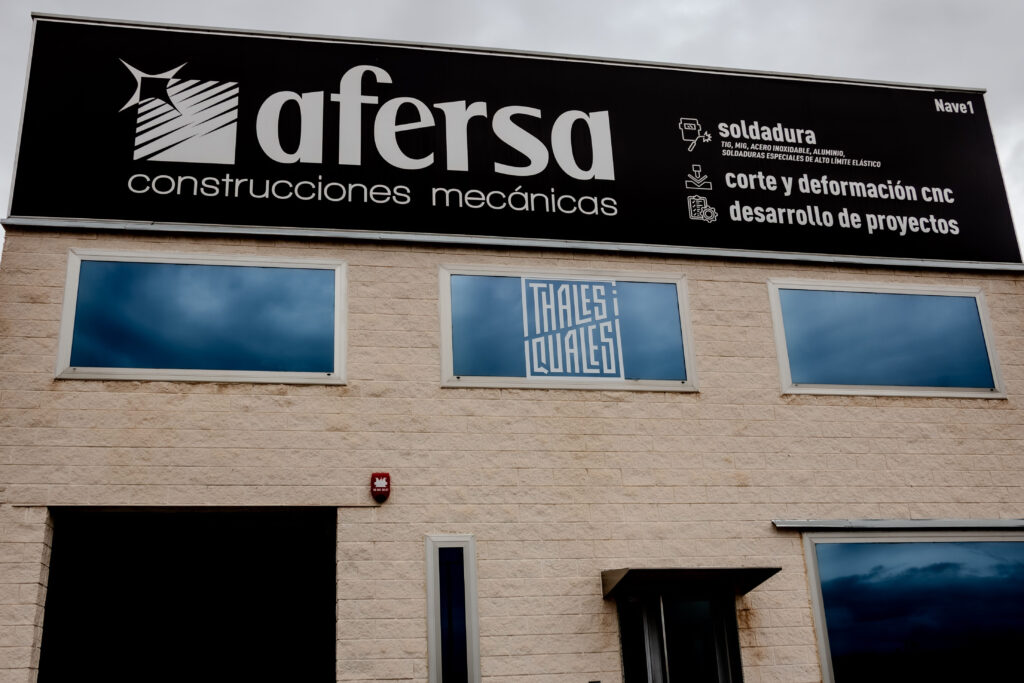 afersa
construcciones mecánicas
Nave1
soldadura
TIG, MIG, ACERO INOXIDABLE, ALUMINIO,
SOLDADURAS ESPECIALES DE ALTO LÍMITE ELÁSTICO
corte y deformación cnc
desarrollo de proyectos
THALES i
QUALES